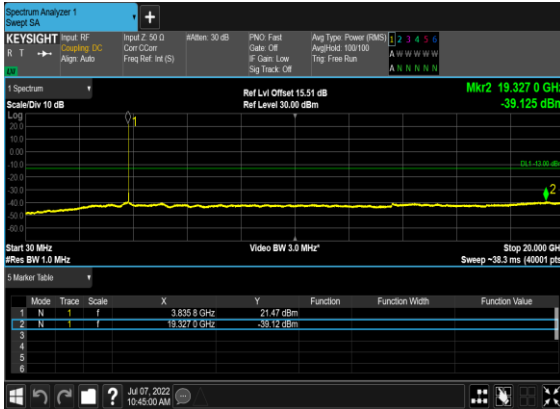 Spectrum Analyzer 1
Swept SA
+
KEYSIGHT Input: RF Input Z: 50 Ω #Atten: 30 dB PNO: Fast Avg Type: Power (RMS) 1 2 3 4 5 6
R T Coupling: DC Corr CCorr Gate: Off Avg|Hold: 100/100 A W W W W W
Align: Auto Freq Ref: Int (S) IF Gain: Low Trig: Free Run
Sig Track: Off A N N N N N
1 Spectrum Ref Lvl Offset 15.51 dB Mkr2 19.327 0 GHz
Scale/Div 10 dB Ref Level 30.00 dBm -39.125 dBm
Log
20.0
10.0
0.00
-10.0
-20.0
-30.0
-40.0
-50.0
-60.0
1
DL1 -13.00 dBm
2
Start 30 MHz Video BW 3.0 MHz* Stop 20.000 GHz
#Res BW 1.0 MHz Sweep ~38.3 ms (40001 pts
5 Marker Table
Mode Trace Scale X Y Function Function Width Function Value
1 N 1 f 3.835 8 GHz 21.47 dBm
2 N 1 f 19.327 0 GHz -39.12 dBm
3
4
5
6
? Jul 07, 2022
10:45:00 AM